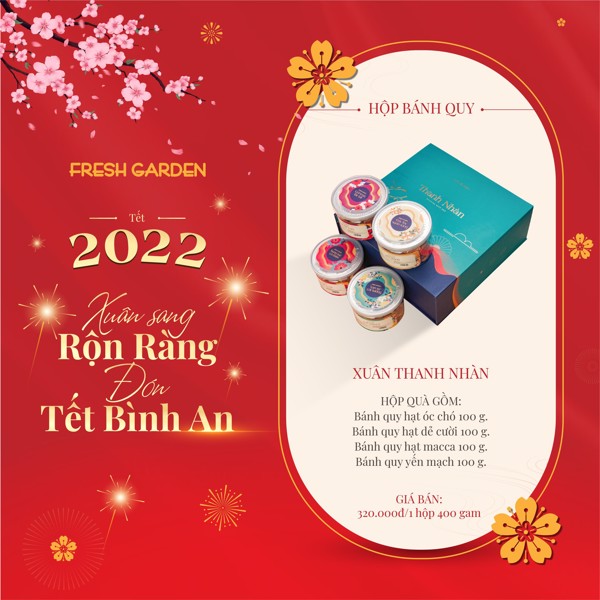 FRESH GARDEN
Tết
2022
Xuân sang
Rộn Ràng
Đón
Tết Bình An
HỘP BÁNH QUY
Thanh Nhàn
XUÂN THANH NHÀN
HỘP QUÀ GỒM:
Bánh quy hạt óc chó 100 g.
Bánh quy hạt dẻ cười 100 g.
Bánh quy hạt macca 100 g.
Bánh quy yến mạch 100 g.
GIÁ BÁN:
320.000đ/1 hộp 400 gam